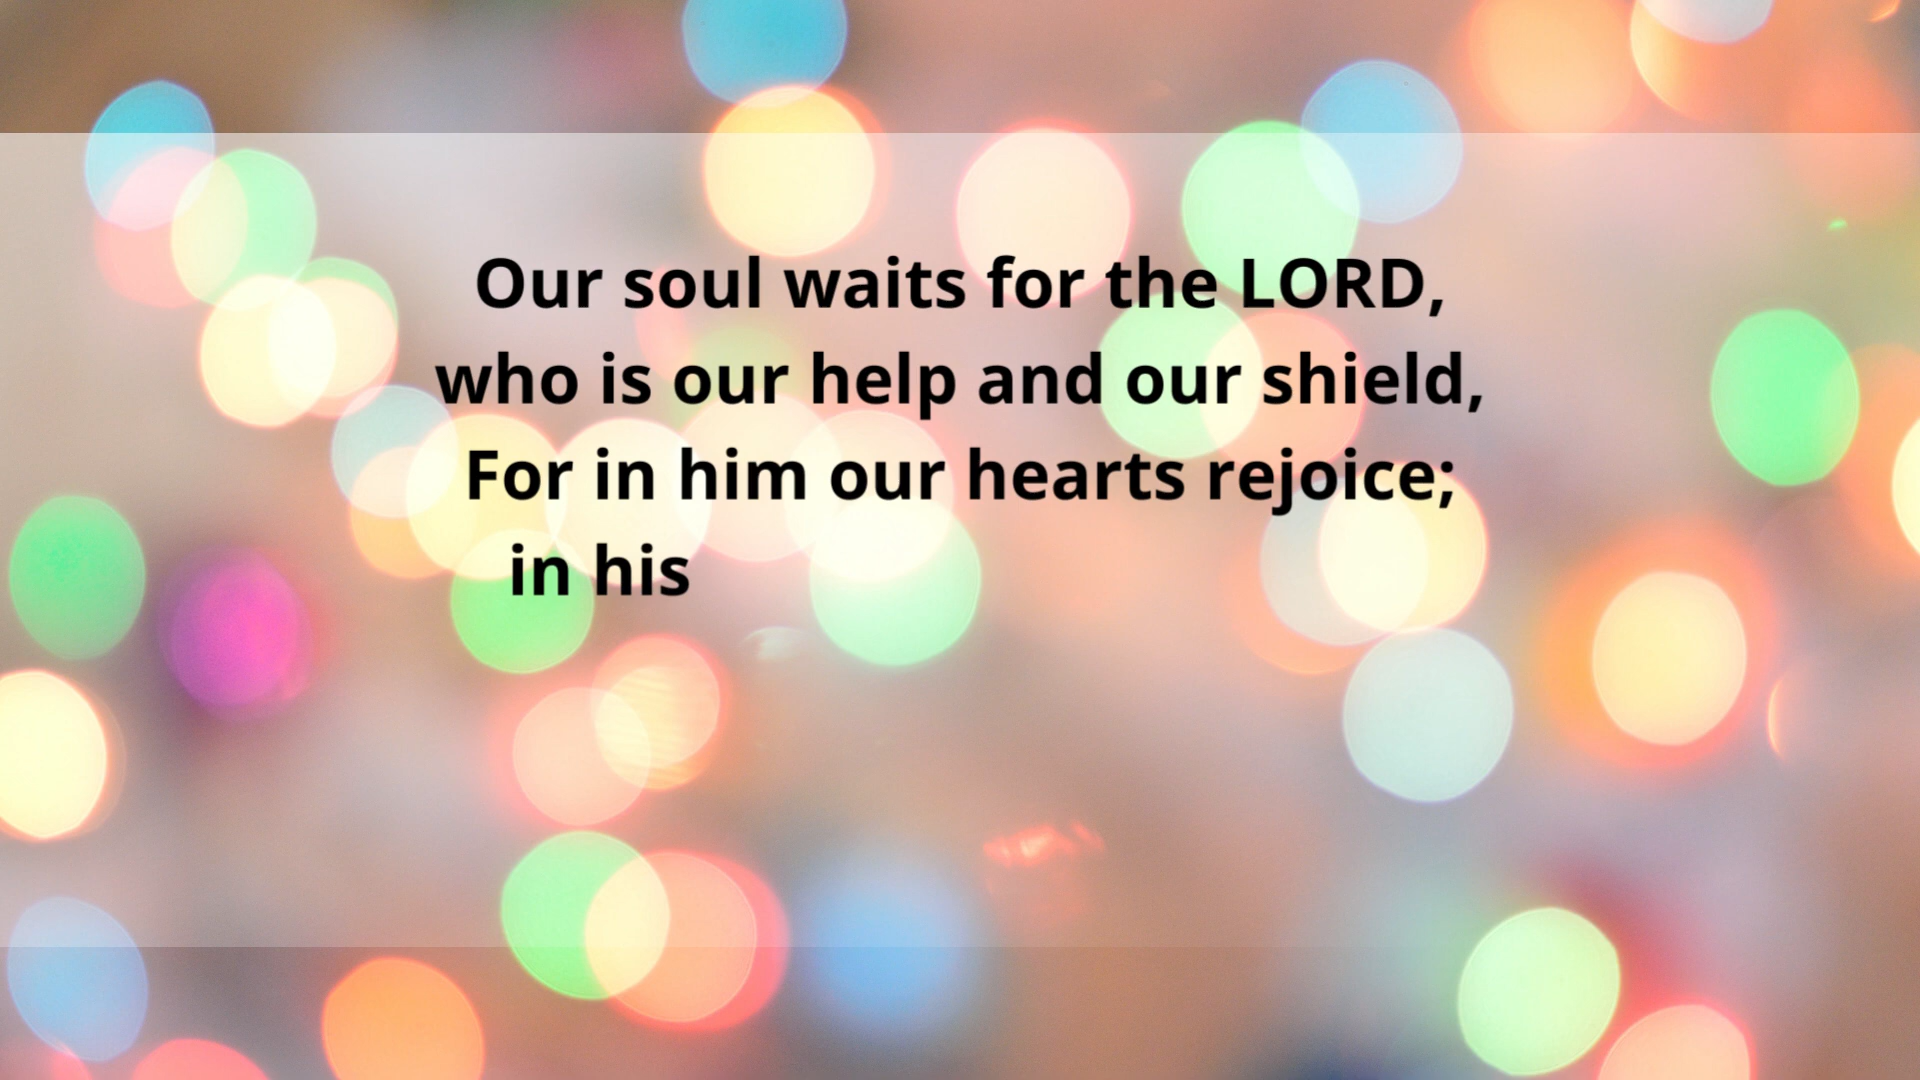 Our soul waits for the LORD,
who is our help and our shield,
For in him our hearts rejoice;
in his